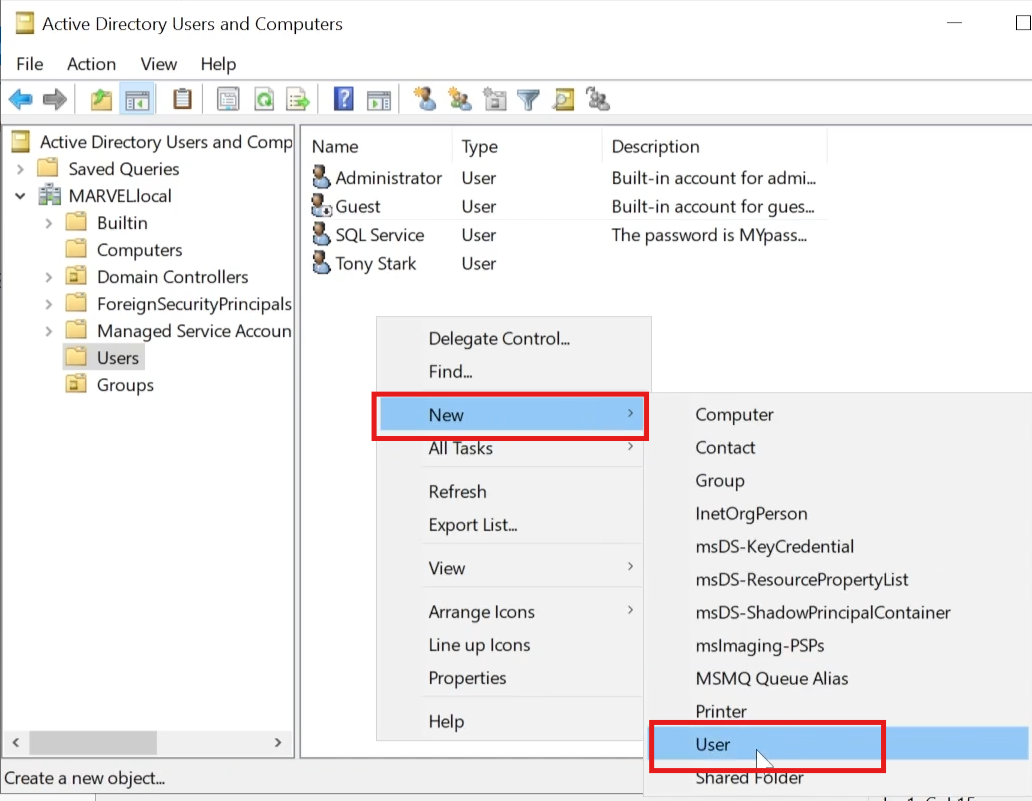 Active Directory Users and Computers
File Action View Help
Active Directory Users and Comp
Saved Queries
MARVEL.local
Builtin
Computers
Domain Controllers
ForeignSecurityPrincipals
Managed Service Accoun
Users
Groups
Name Type Description
Administrator User Built-in account for admi...
Guest User Built-in account for gues...
SQL Service User The password is MYpass...
Tony Stark User
Delegate Control...
Find...
New
All Tasks
Refresh
Export List...
View
Arrange Icons
Line up Icons
Properties
Help
Computer
Contact
Group
InetOrgPerson
msDS-KeyCredential
msDS-ResourcePropertyList
msDS-ShadowPrincipalContainer
msImaging-PSPs
MSMQ Queue Alias
Printer
User
Shared Folder
Create a new object...